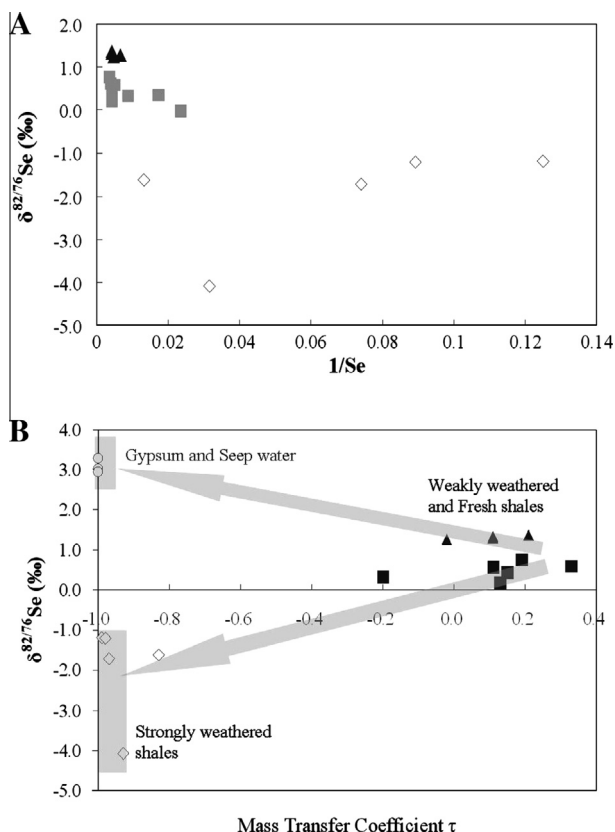 A
2.0
1.0
0.0
-1.0
-2.0
-3.0
-4.0
-5.0
δ82/76Se (‰)
0 0.02 0.04 0.06 0.08 0.1 0.12 0.14
1/Se
B
4.0
3.0
2.0
1.0
0.0
-1.0
-2.0
-3.0
-4.0
-5.0
δ82/76Se (‰)
Gypsum and Seep water
Weakly weathered
and Fresh shales
-1.0 -0.8 -0.6 -0.4 -0.2 0.0 0.2 0.4
Strongly weathered
shales
Mass Transfer Coefficient τ